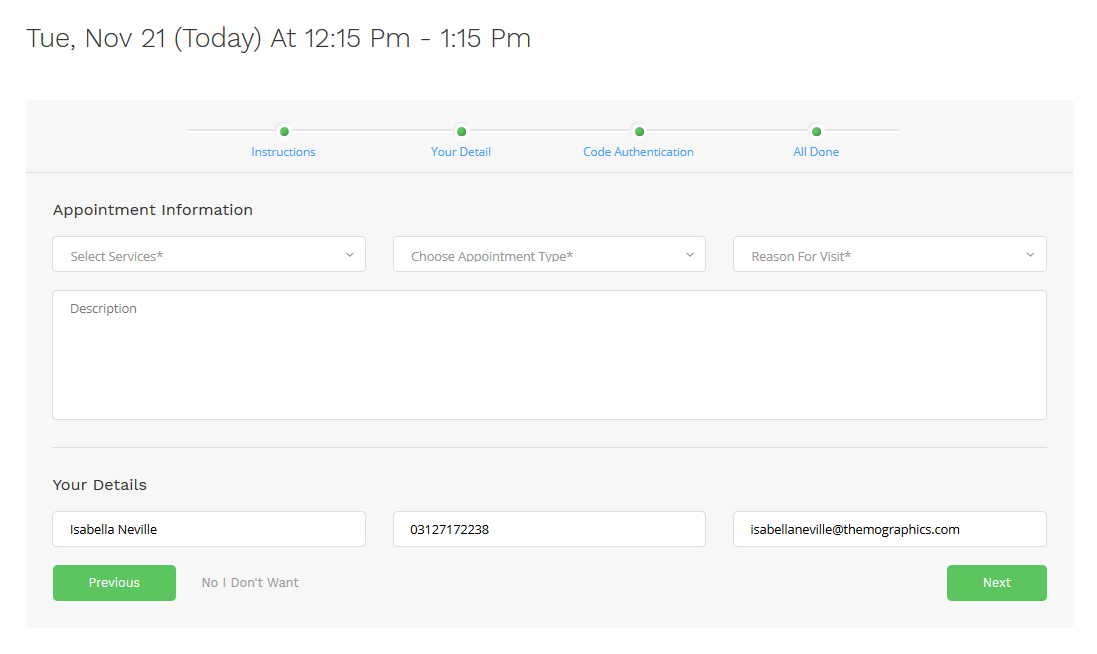 Tue, Nov 21 (Today) At 12:15 Pm - 1:15 Pm
Instructions
Your Detail
Code Authentication
All Done
Appointment Information
Select Services*
Choose Appointment Type*
Reason For Visit*
Description
Your Details
Isabella Neville
03127172238
isabellaneville@themographics.com
Previous
No I Don't Want
Next